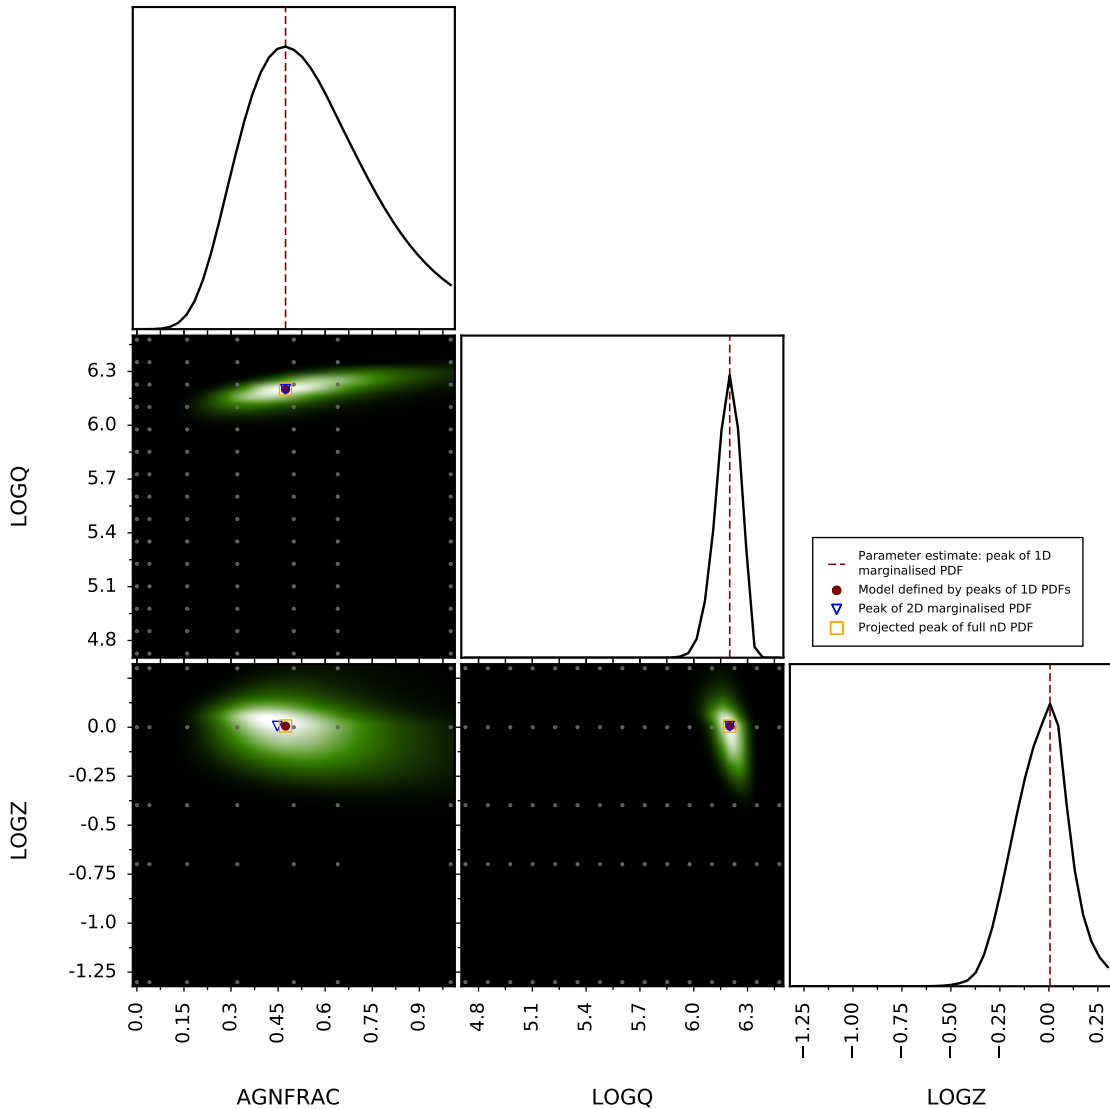 6.3
6.0
5.7
5.4
5.1
4.8
LOGQ
Parameter estimate: peak of 1D
marginalised PDF
Model defined by peaks of 1D PDFs
Peak of 2D marginalised PDF
Projected peak of full nD PDF
0.0
-0.25
-0.5
-0.75
-1.0
-1.25
LOGZ
0.0 0.15 0.3 0.45 0.6 0.75 0.9
4.8 5.1 5.4 5.7 6.0 6.3
−1.25 −1.00 −0.75 −0.50 −0.25 0.00 0.25
AGNFRAC LOGQ LOGZ